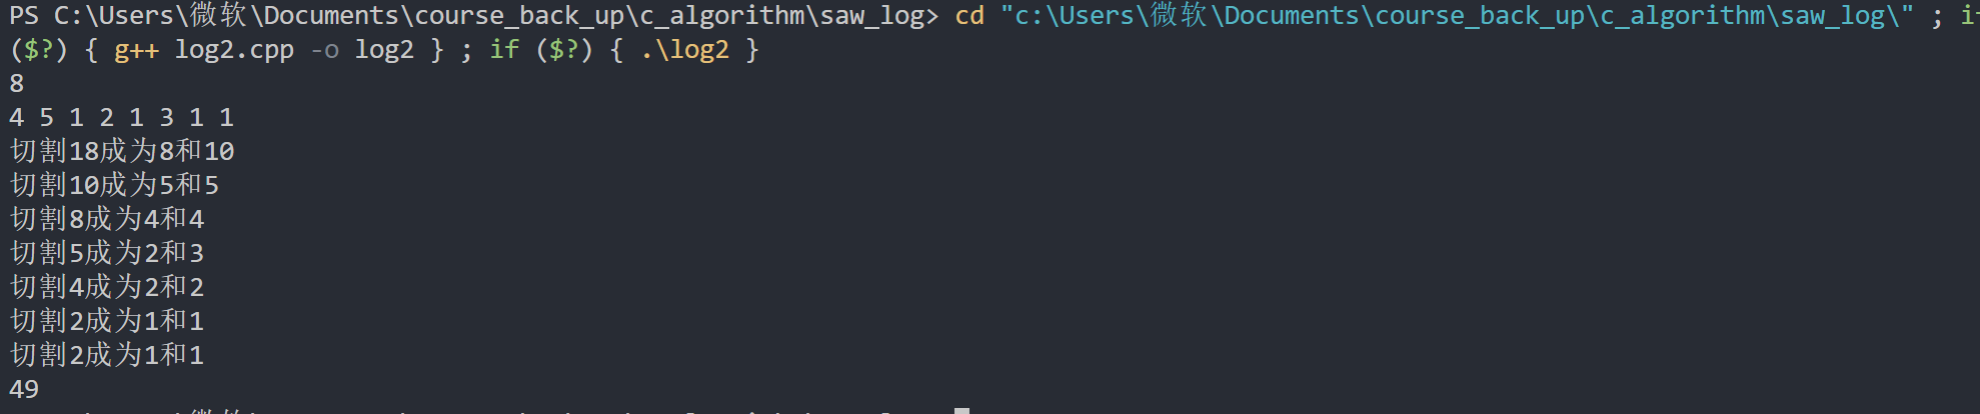 PS C:\Users\微软\Documents\course_back_up\c_algorithm\saw_log> cd "c:\Users\微软\Documents\course_back_up\c_algorithm\saw_log\" ; if
($?) { g++ log2.cpp -o log2 } ; if ($?) { .\log2 }
8
4 5 1 2 1 3 1 1
切割18成为8和10
切割10成为5和5
切割8成为4和4
切割5成为2和3
切割4成为2和2
切割2成为1和1
切割2成为1和1
49